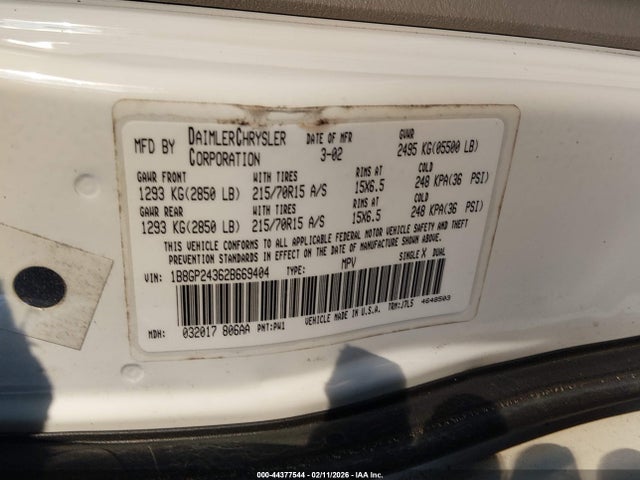 MFD BY DAIMLERCHRYSLER CORPORATION DATE OF MFR 3-02 GVWR 2495 KG(05500 LB)
GAWR FRONT WITH TIRES RIMS AT COLD
1293 KG(2850 LB) 215/70R15 A/S 15X6.5 248 KPA(36 PSI)
GAWR REAR WITH TIRES RIMS AT COLD
1293 KG(2850 LB) 215/70R15 A/S 15X6.5 248 KPA(36 PSI)
THIS VEHICLE CONFORMS TO ALL APPLICABLE FEDERAL MOTOR VEHICLE SAFETY AND THEFT
PREVENTION STANDARDS IN EFFECT ON THE DATE OF MANUFACTURE SHOWN ABOVE.
VIN: 1B8GP24362B669404 TYPE: MPV SINGLE X DUAL
MDH: 032017 806AA PNT:PW1 VEHICLE MADE IN U.S.A. TRM:J7L5 4648503
000-44377544 - 02/11/2026 - IAA Inc.